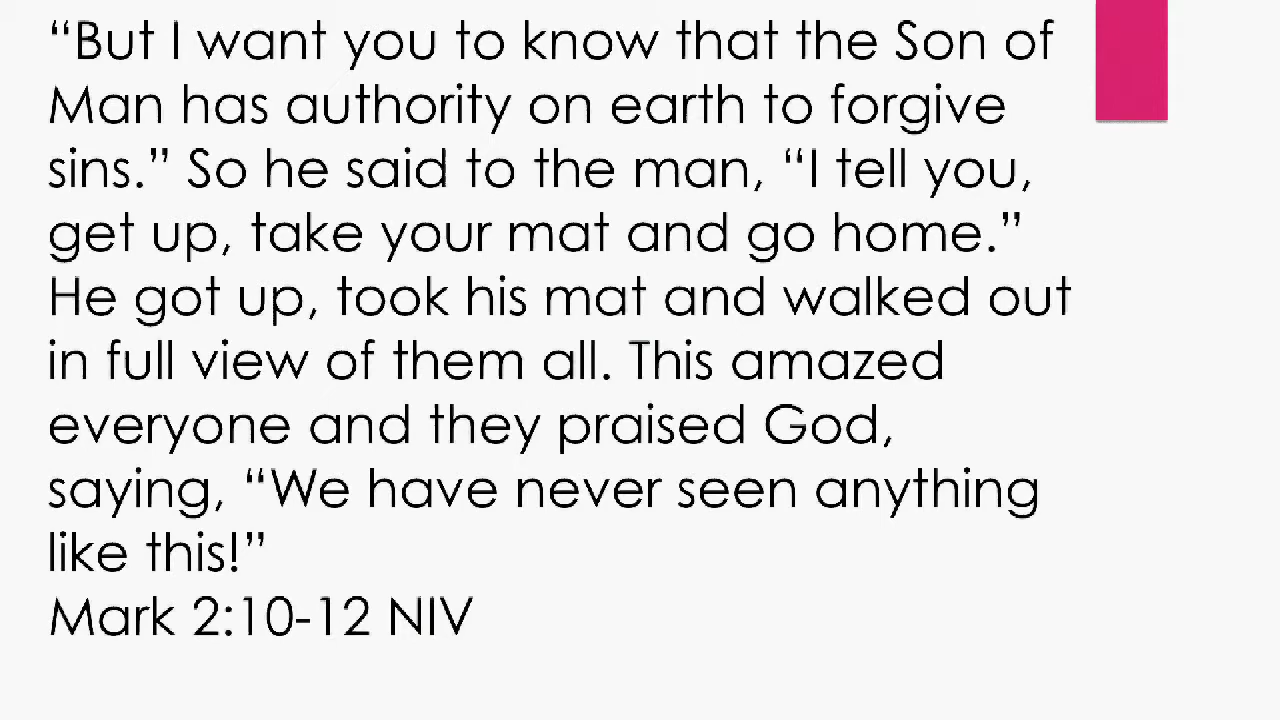 “But I want you to know that the Son of
Man has authority on earth to forgive
sins.” So he said to the man, “I tell you,
get up, take your mat and go home.”
He got up, took his mat and walked out
in full view of them all. This amazed
everyone and they praised God,
saying, “We have never seen anything
like this!”
Mark 2:10-12 NIV